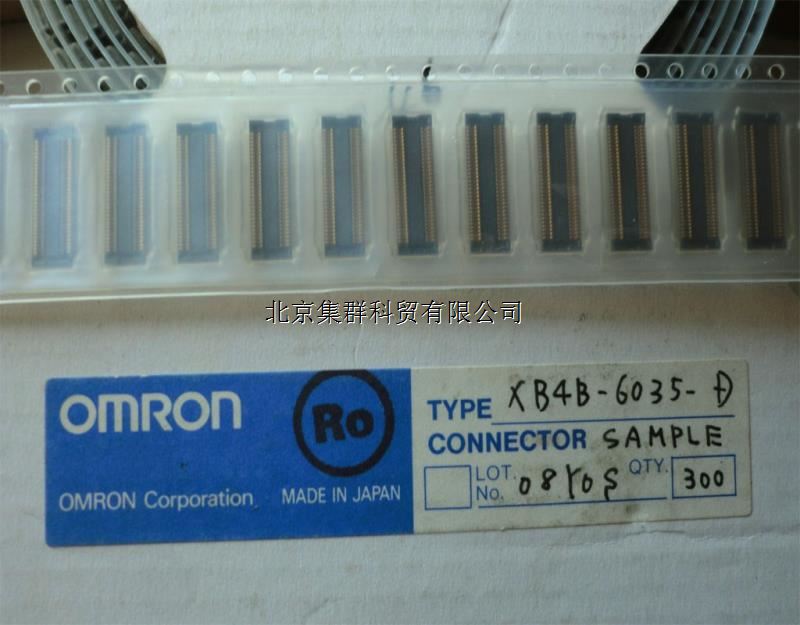 北京集群科贸有限公司
OMRON
Ro
OMRON Corporation MADE IN JAPAN
TYPE XB4B-6035-
CONNECTOR SAMPLE
LOT. No. QTY. 300